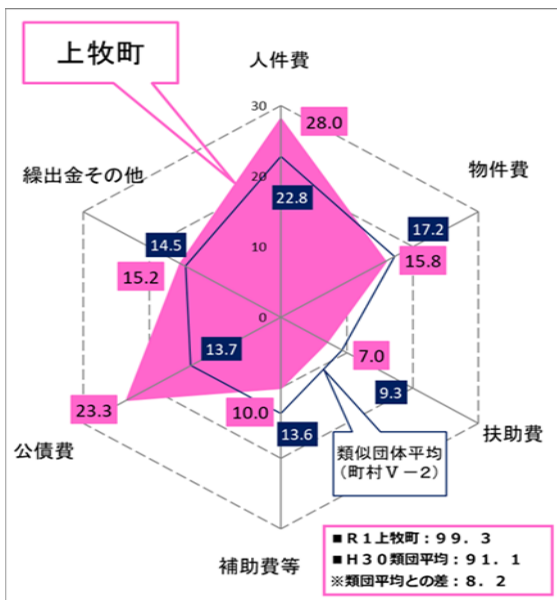 上牧町
人件費
30
28.0
繰出金その他
20
22.8
物件費
14.5
17.2
15.2
10
15.8
0
13.7
7.0
23.3
10.0
9.3
13.6
公債費
類似団体平均
（町村Ⅴ－2）
扶助費
補助費等
■R1上牧町：99．3
■H30類団平均：91．1
※類団平均との差：8．2